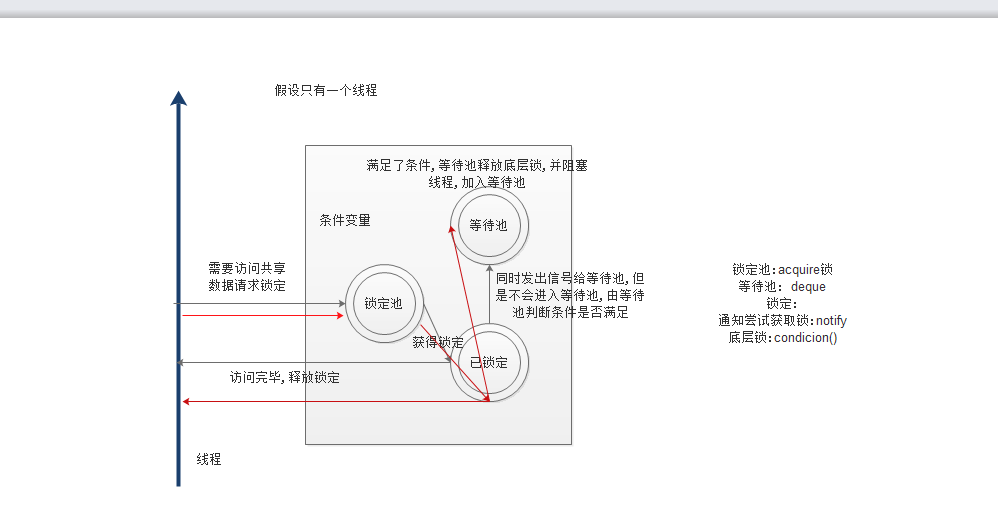 假设只有一个线程
满足了条件,等待池释放底层锁,并阻塞
线程,加入等待池
条件变量
等待池
需要访问共享
数据请求锁定
锁定池
同时发出信号给等待池,但
是不会进入等待池,由等待
池判断条件是否满足
获得锁定
已锁定
访问完毕,释放锁定
线程
锁定池:acquire锁
等待池: deque
锁定:
通知尝试获取锁:notify
底层锁:condicion()